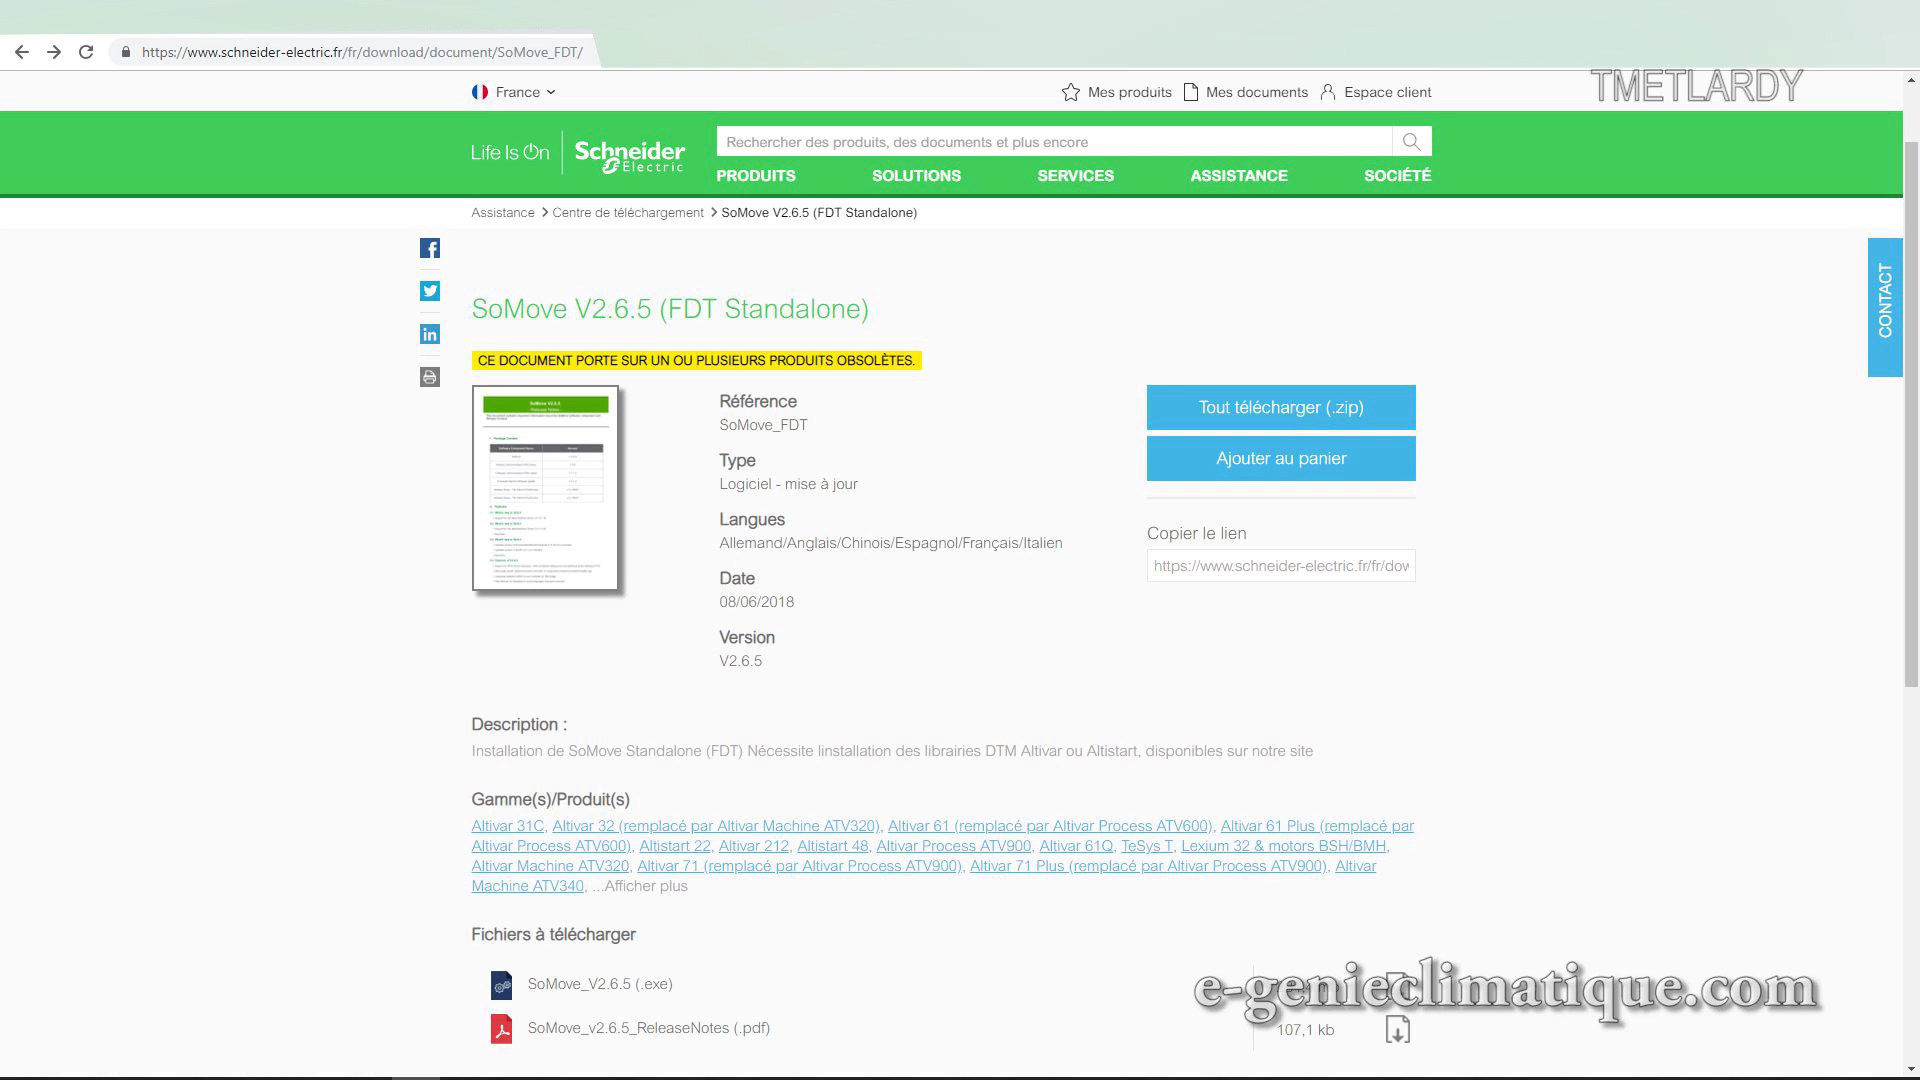 https://www.schneider-electric.fr/fr/download/document/SoMove_FDT/
TMETLARDY
France
Mes produits
Mes documents
Espace client
Life Is On
Schneider
Electric
Rechercher des produits, des documents et plus encore
PRODUITS
SOLUTIONS
SERVICES
ASSISTANCE
SOCIÉTÉ
Assistance > Centre de téléchargement > SoMove V2.6.5 (FDT Standalone)
CONTACT
SoMove V2.6.5 (FDT Standalone)
CE DOCUMENT PORTE SUR UN OU PLUSIEURS PRODUITS OBSOLÈTES.
Référence
SoMove_FDT
Type
Logiciel - mise à jour
Langues
Allemand/Anglais/Chinois/Espagnol/Français/Italien
Date
08/06/2018
Version
V2.6.5
Tout télécharger (.zip)
Ajouter au panier
Copier le lien
https://www.schneider-electric.fr/fr/dow
Description :
Installation de SoMove Standalone (FDT) Nécessite linstallation des librairies DTM Altivar ou Altistart, disponibles sur notre site
Gamme(s)/Produit(s)
Altivar 31C, Altivar 32 (remplacé par Altivar Machine ATV320), Altivar 61 (remplacé par Altivar Process ATV600), Altivar 61 Plus (remplacé par
Altivar Process ATV600), Altistart 22, Altivar 212, Altistart 48, Altivar Process ATV900, Altivar 61Q, TeSys T, Lexium 32 & motors BSH/BMH,
Altivar Machine ATV320, Altivar 71 (remplacé par Altivar Process ATV900), Altivar 71 Plus (remplacé par Altivar Process ATV900), Altivar
Machine ATV340, ...Afficher plus
Fichiers à télécharger
SoMove_V2.6.5 (.exe)
e-genieclimatique.com
SoMove_v2.6.5_ReleaseNotes (.pdf)
107,1 kb